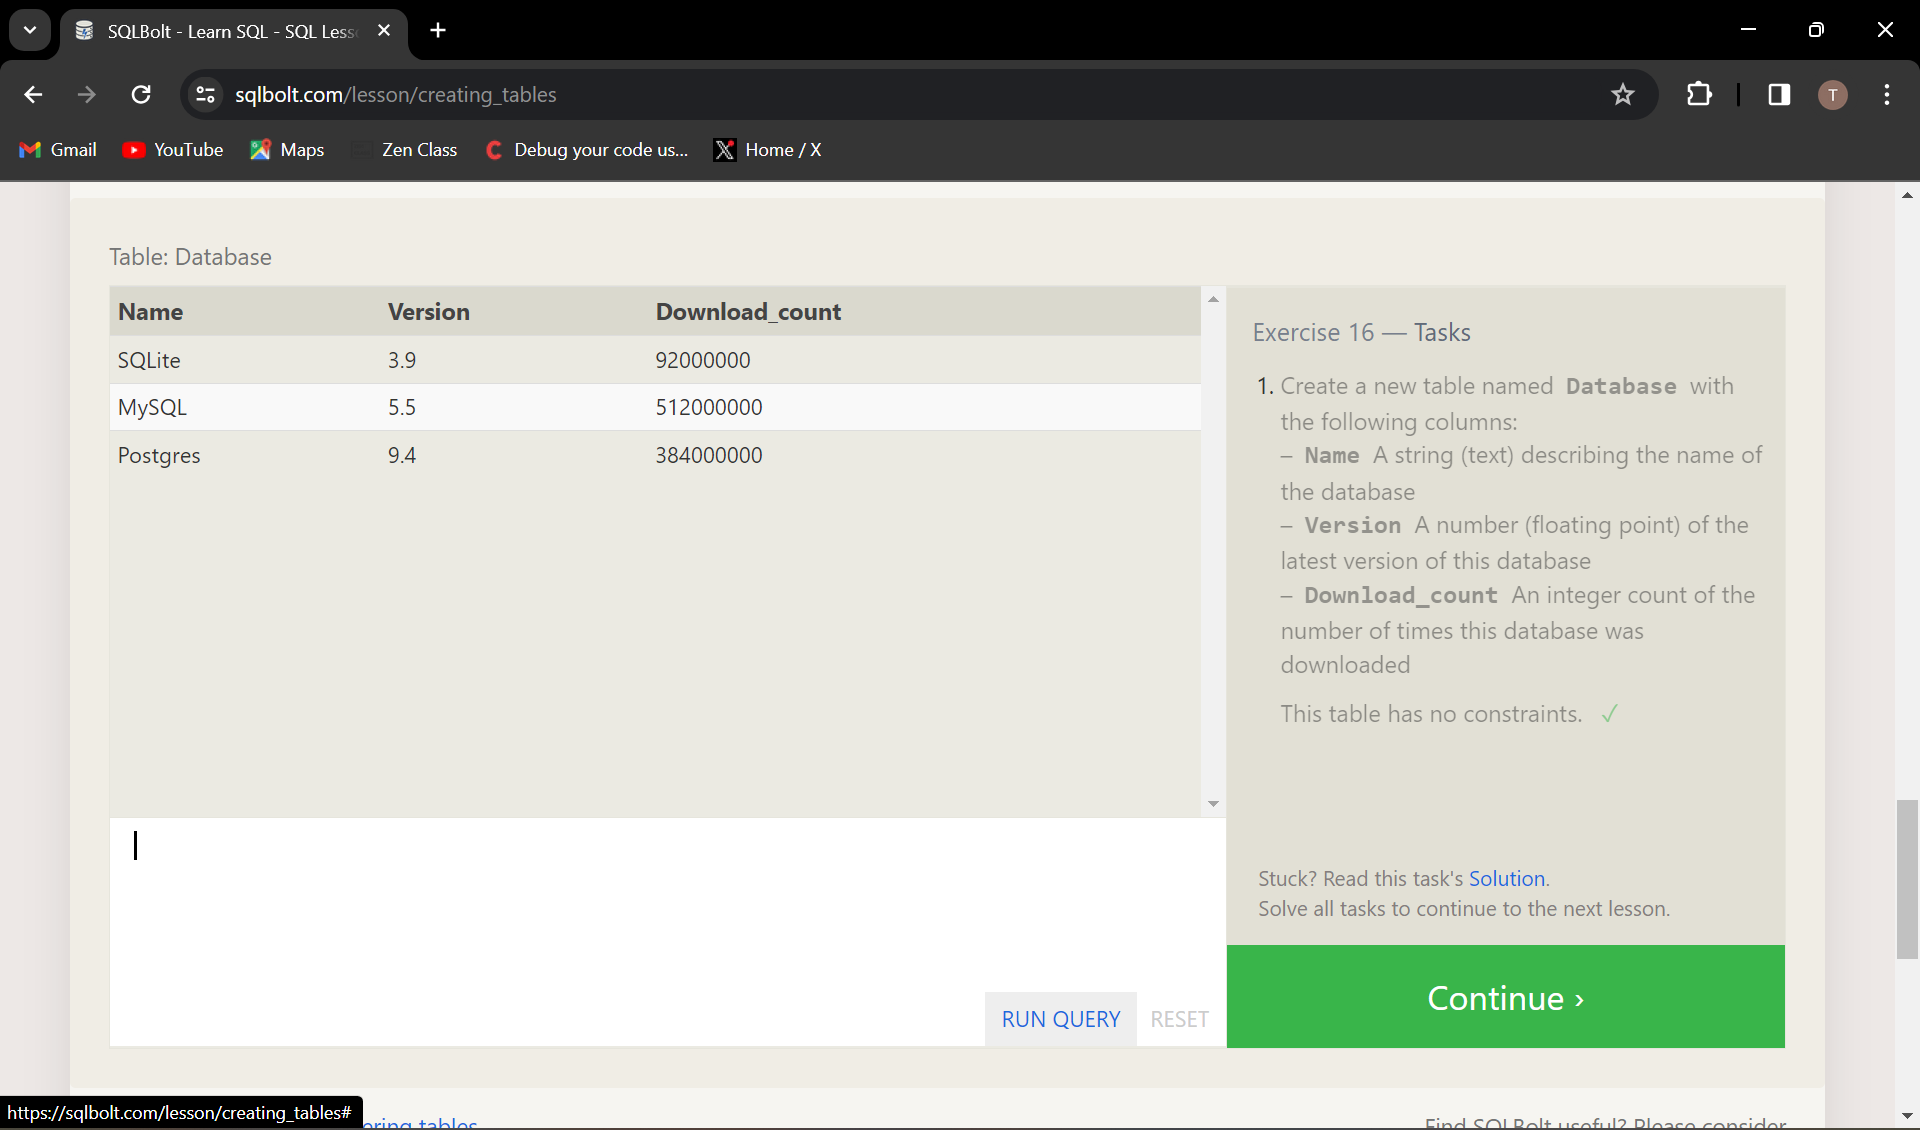 SQLBolt - Learn SQL - SQL Less
sqlbolt.com/lesson/creating_tables
T
Gmail
YouTube
Maps
Zen Class
Debug your code us...
Home / X
Table: Database
Name Version Download_count
SQLite 3.9 92000000
MySQL 5.5 512000000
Postgres 9.4 384000000
Exercise 16 — Tasks
1. Create a new table named Database with
the following columns:
– Name A string (text) describing the name of
the database
– Version A number (floating point) of the
latest version of this database
– Download_count An integer count of the
number of times this database was
downloaded
This table has no constraints. ✓
Stuck? Read this task's Solution.
Solve all tasks to continue to the next lesson.
RUN QUERY
RESET
Continue ›
https://sqlbolt.com/lesson/creating_tables#
ering tables
Find SQLBolt useful? Please consider